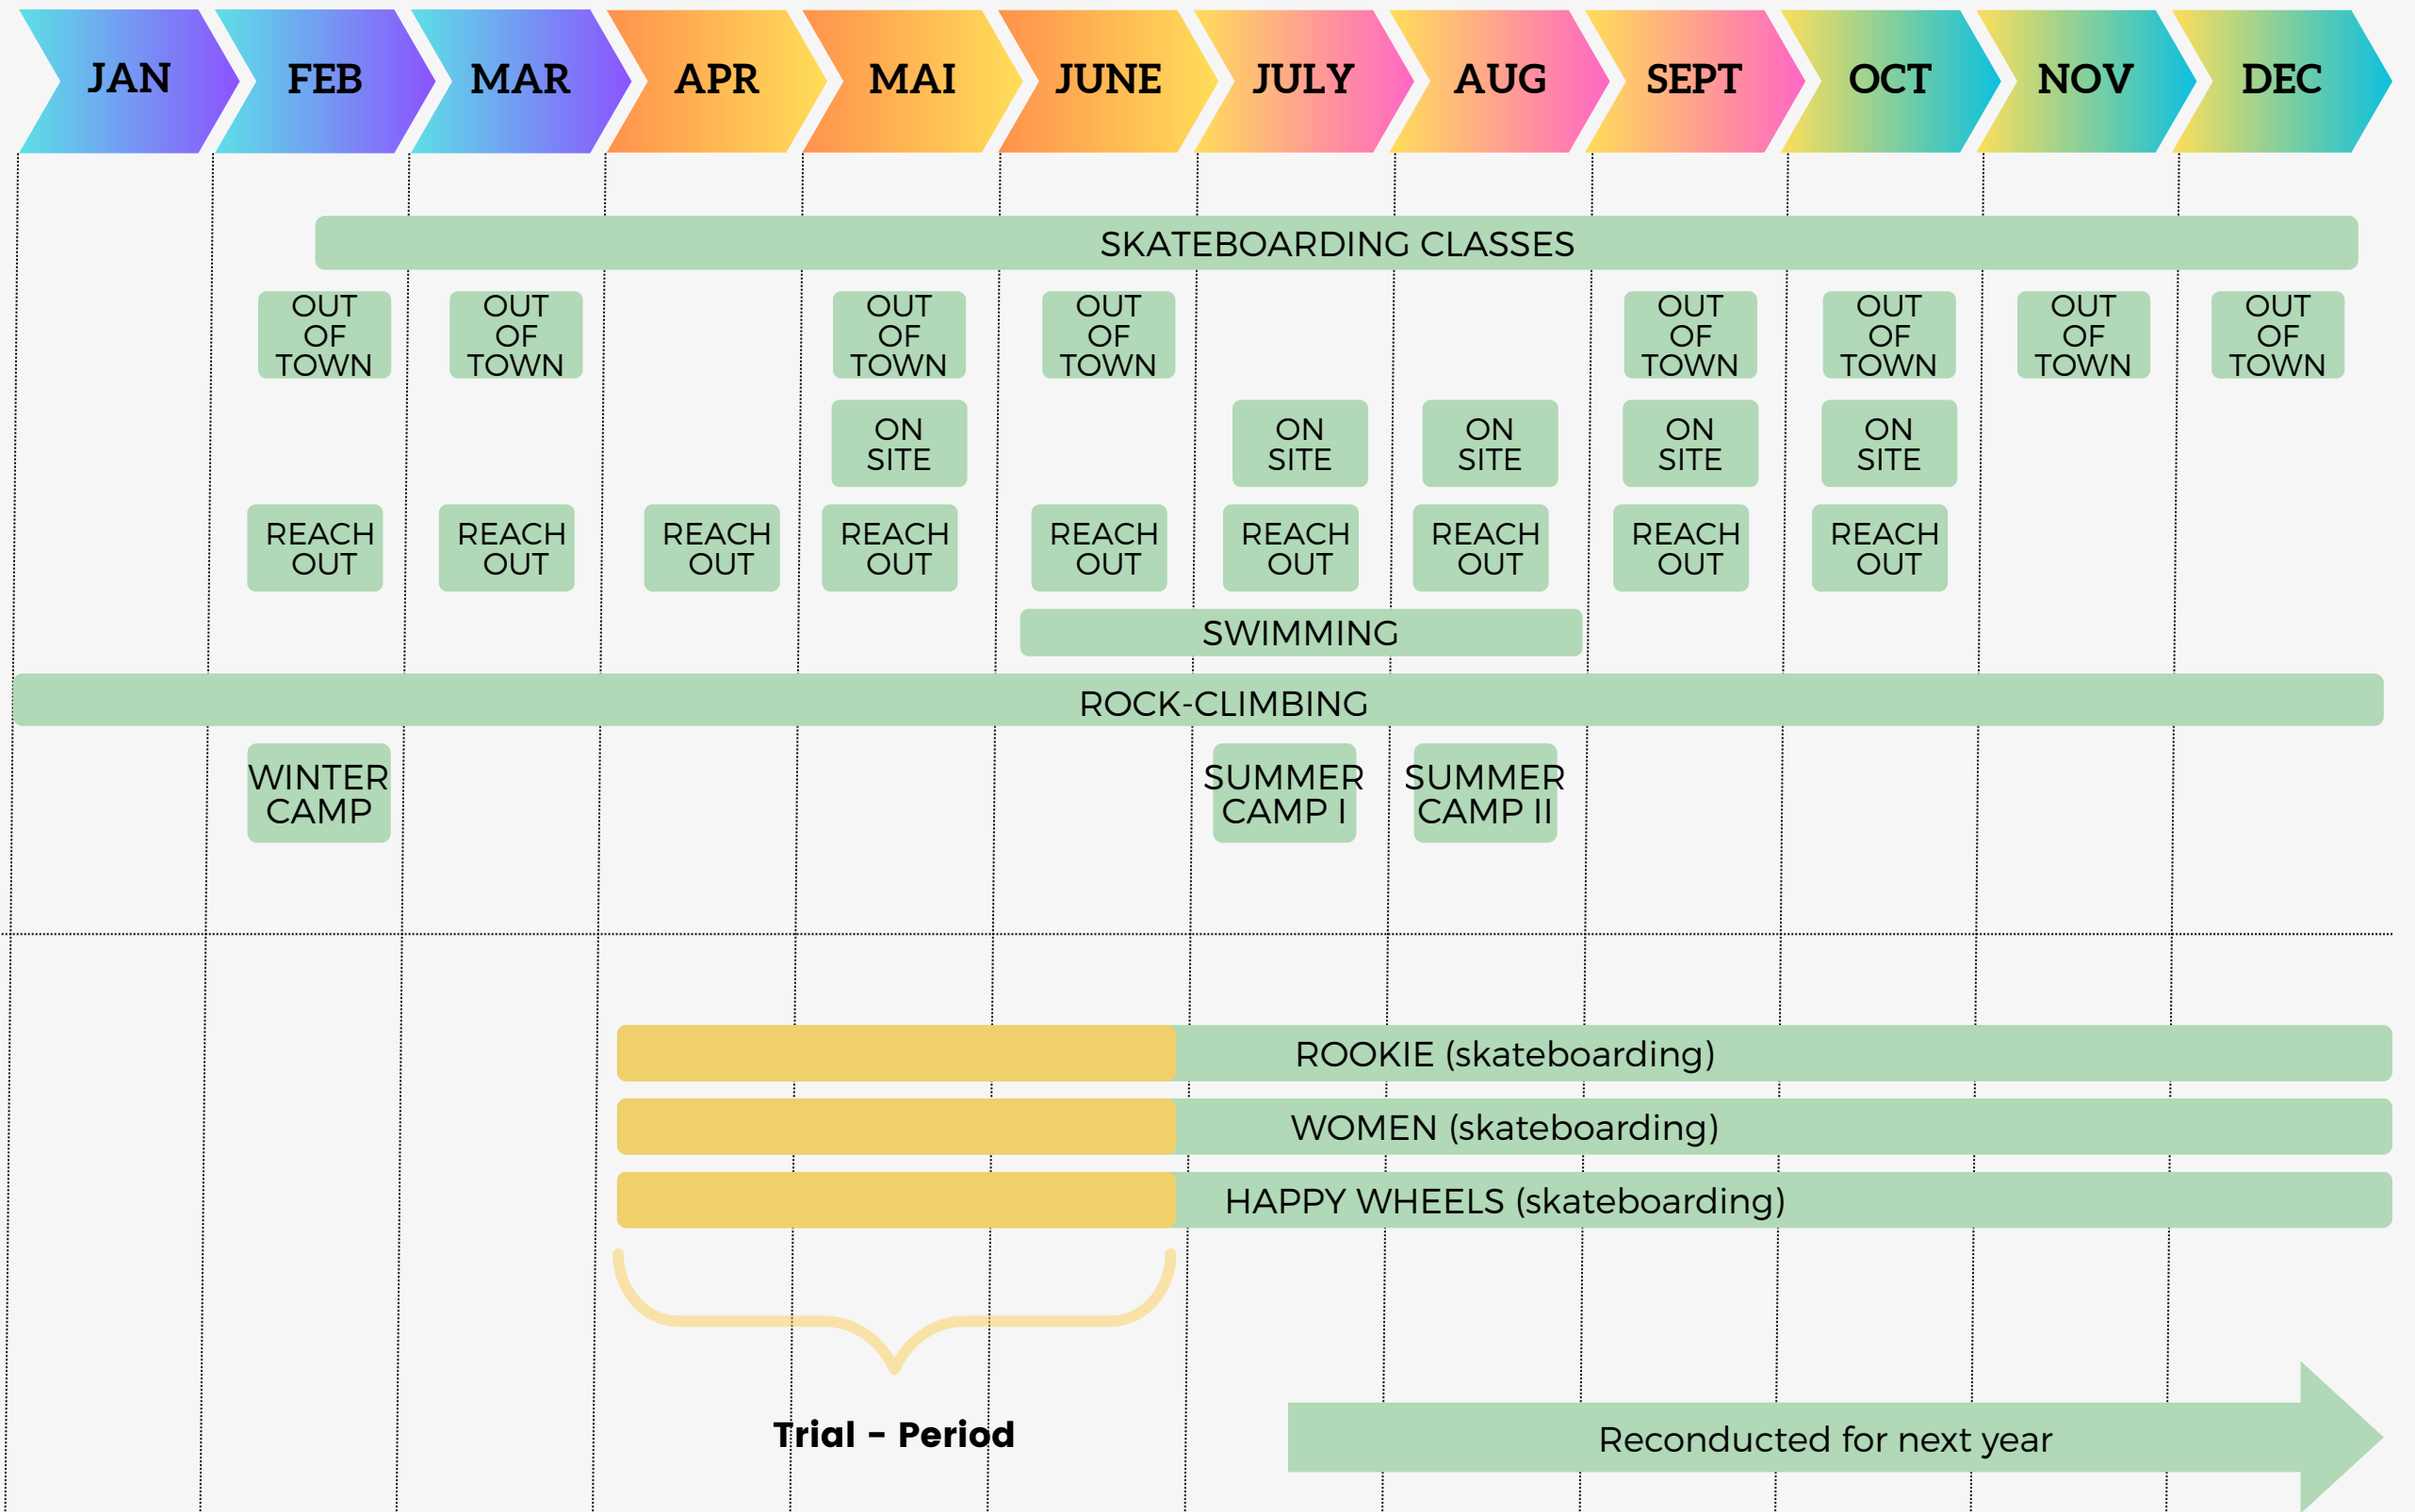 JAN FEB MAR APR MAI JUNE JULY AUG SEPT OCT NOV DEC
SKATEBOARDING CLASSES
OUT OUT OUT OUT OUT OUT OUT OUT
OF OF OF OF OF OF OF OF
TOWN TOWN TOWN TOWN TOWN TOWN TOWN TOWN
ON ON ON ON ON
SITE SITE SITE SITE SITE
REACH REACH REACH REACH REACH REACH REACH REACH REACH
OUT OUT OUT OUT OUT OUT OUT OUT OUT
SWIMMING
ROCK-CLIMBING
WINTER SUMMER SUMMER
CAMP CAMP I CAMP II
ROOKIE (skateboarding)
WOMEN (skateboarding)
HAPPY WHEELS (skateboarding)
Trial - Period
Reconducted for next year